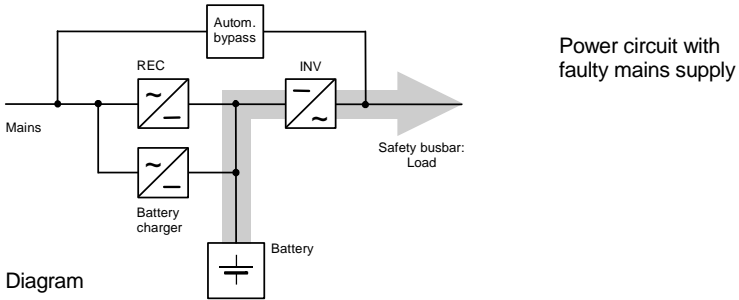 Autom.
bypass
Power circuit with
faulty mains supply
REC
INV
Mains
Safety busbar:
Load
Battery
charger
Battery
Diagram